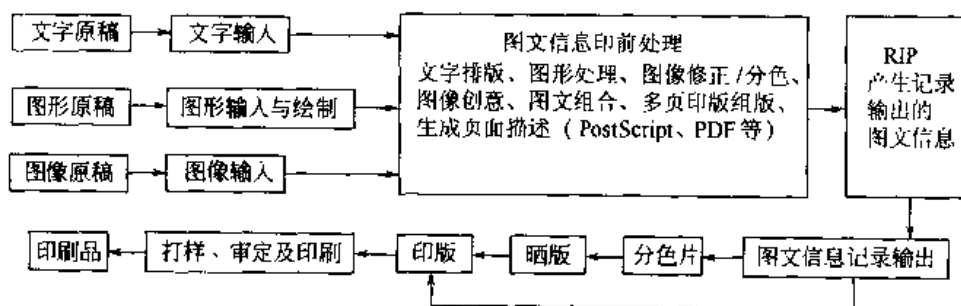 文字原稿
文字输入
图形原稿
图形输入与绘制
图像原稿
图像输入
图文信息印前处理
文字排版、图形处理、图像修正/分色、
图像创意、图文组合、多页印版组版、
生成页面描述（PostScript、PDF等）
RIP
产生记录
输出的
图文信息
印刷品
打样、审定及印刷
印版
晒版
分色片
图文信息记录输出